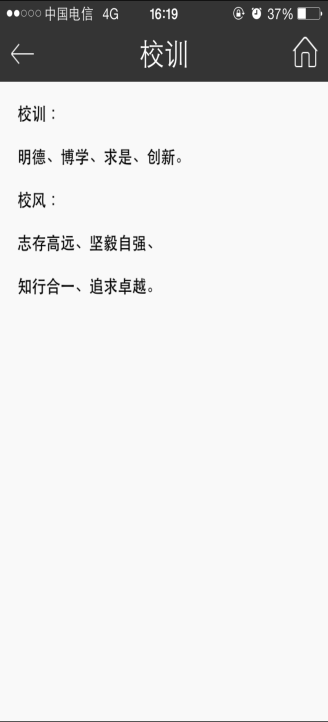 中国电信 4G 16:19 37%
校训
校训：
明德、博学、求是、创新。
校风：
志存高远、坚毅自强、
知行合一、追求卓越。